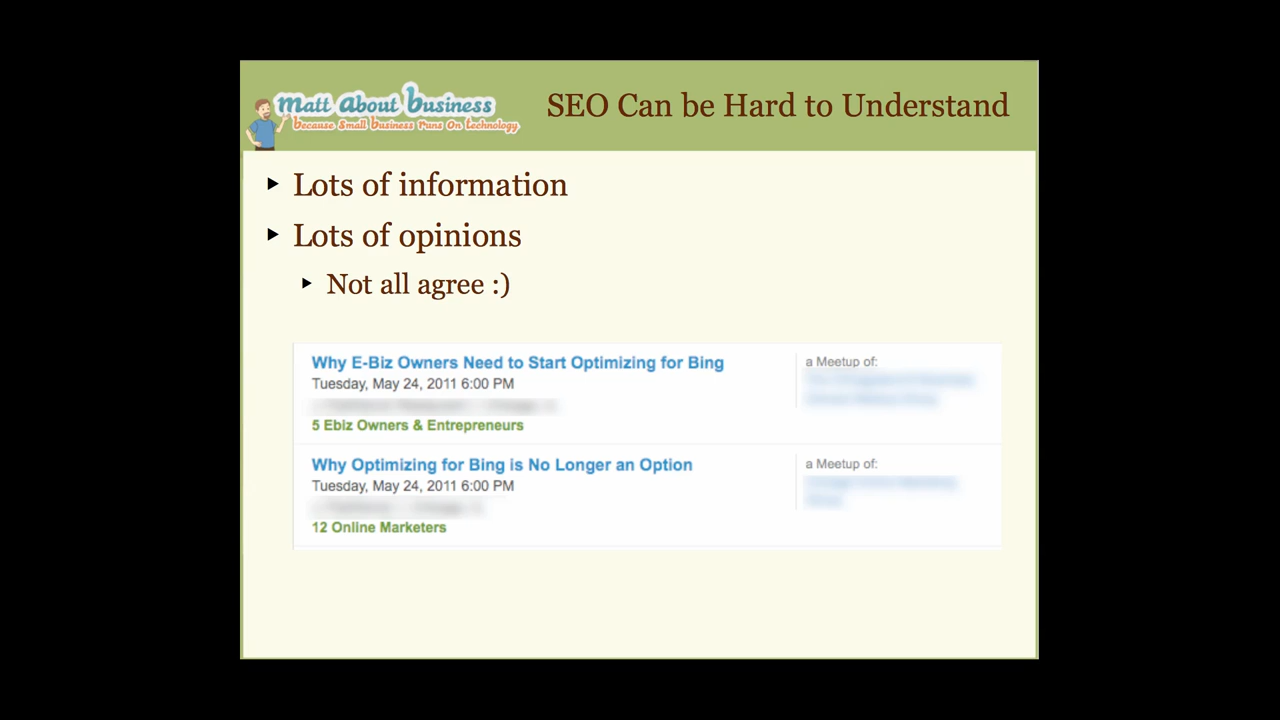 Matt About Business
Because Small Business Runs On Technology
SEO Can be Hard to Understand
Lots of information
Lots of opinions
Not all agree :)
Why E-Biz Owners Need to Start Optimizing for Bing
a Meetup of:
Tuesday, May 24, 2011 6:00 PM
5 Ebiz Owners & Entrepreneurs
Why Optimizing for Bing is No Longer an Option
a Meetup of:
Tuesday, May 24, 2011 6:00 PM
12 Online Marketers